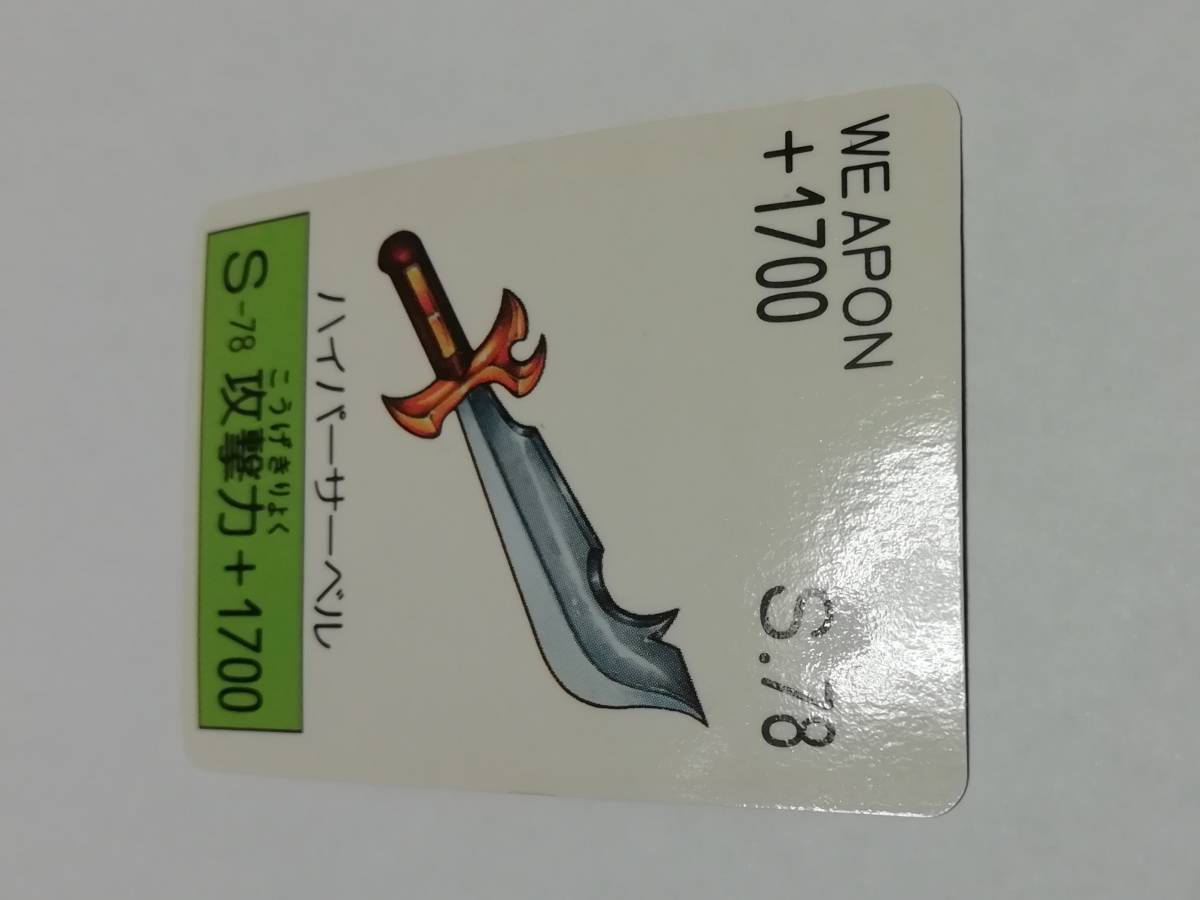 WEAPON
+1700
S.78
ハイパーサーベル
こうげきりょく
S-78 攻撃力+1700